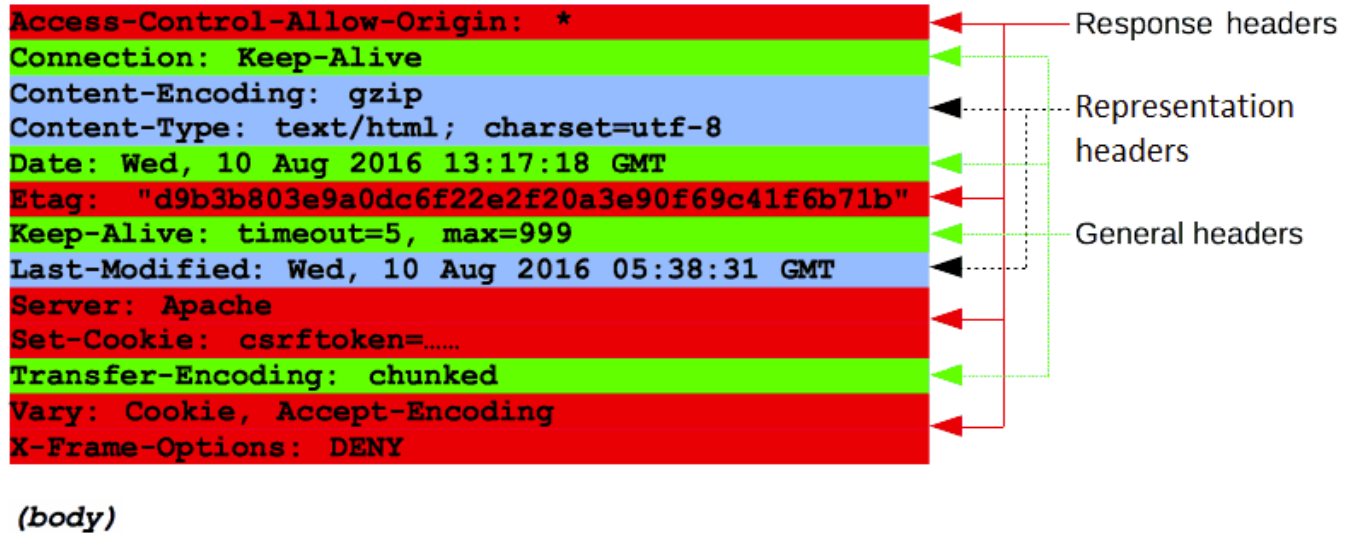 Access-Control-Allow-Origin: *
Connection: Keep-Alive
Content-Encoding: gzip
Content-Type: text/html; charset=utf-8
Date: Wed, 10 Aug 2016 13:17:18 GMT
Etag: "d9b3b803e9a0dc6f22e2f20a3e90f69c41f6b71b"
Keep-Alive: timeout=5, max=999
Last-Modified: Wed, 10 Aug 2016 05:38:31 GMT
Server: Apache
Set-Cookie: csrftoken=……
Transfer-Encoding: chunked
Vary: Cookie, Accept-Encoding
X-Frame-Options: DENY
(body)
Response headers
Representation
headers
General headers